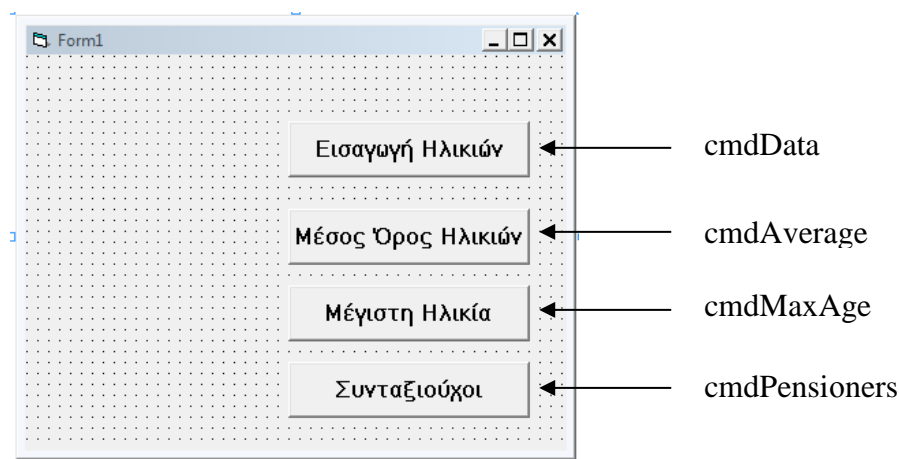 Form1
Εισαγωγή Ηλικιών
cmdData
Μέσος Όρος Ηλικιών
cmdAverage
Μέγιστη Ηλικία
cmdMaxAge
Συνταξιούχοι
cmdPensioners